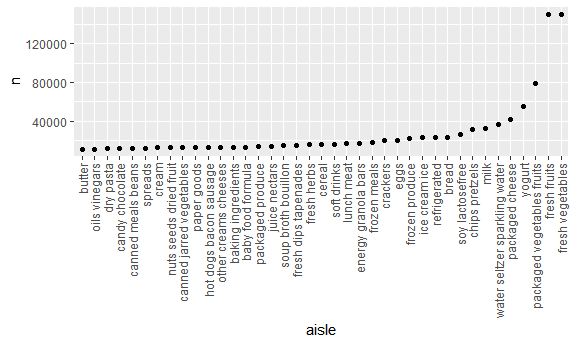 120000
80000
40000
n
butter
oils vinegars
dry pasta
candy chocolate
canned meals beans
spreads
cream
nuts seeds dried fruit
canned jarred vegetables
paper goods
hot dogs bacon sausage
other creams cheeses
baking ingredients
baby food formula
packaged produce
juice nectars
soup broth bouillon
fresh dips tapenades
fresh herbs
cereal
soft drinks
lunch meat
energy granola bars
frozen meals
crackers
eggs
frozen produce
ice cream ice
refrigerated
bread
soy lactosefree
chips pretzels
milk
water seltzer sparkling water
packaged cheese
yogurt
packaged vegetables fruits
fresh fruits
fresh vegetables
aisle